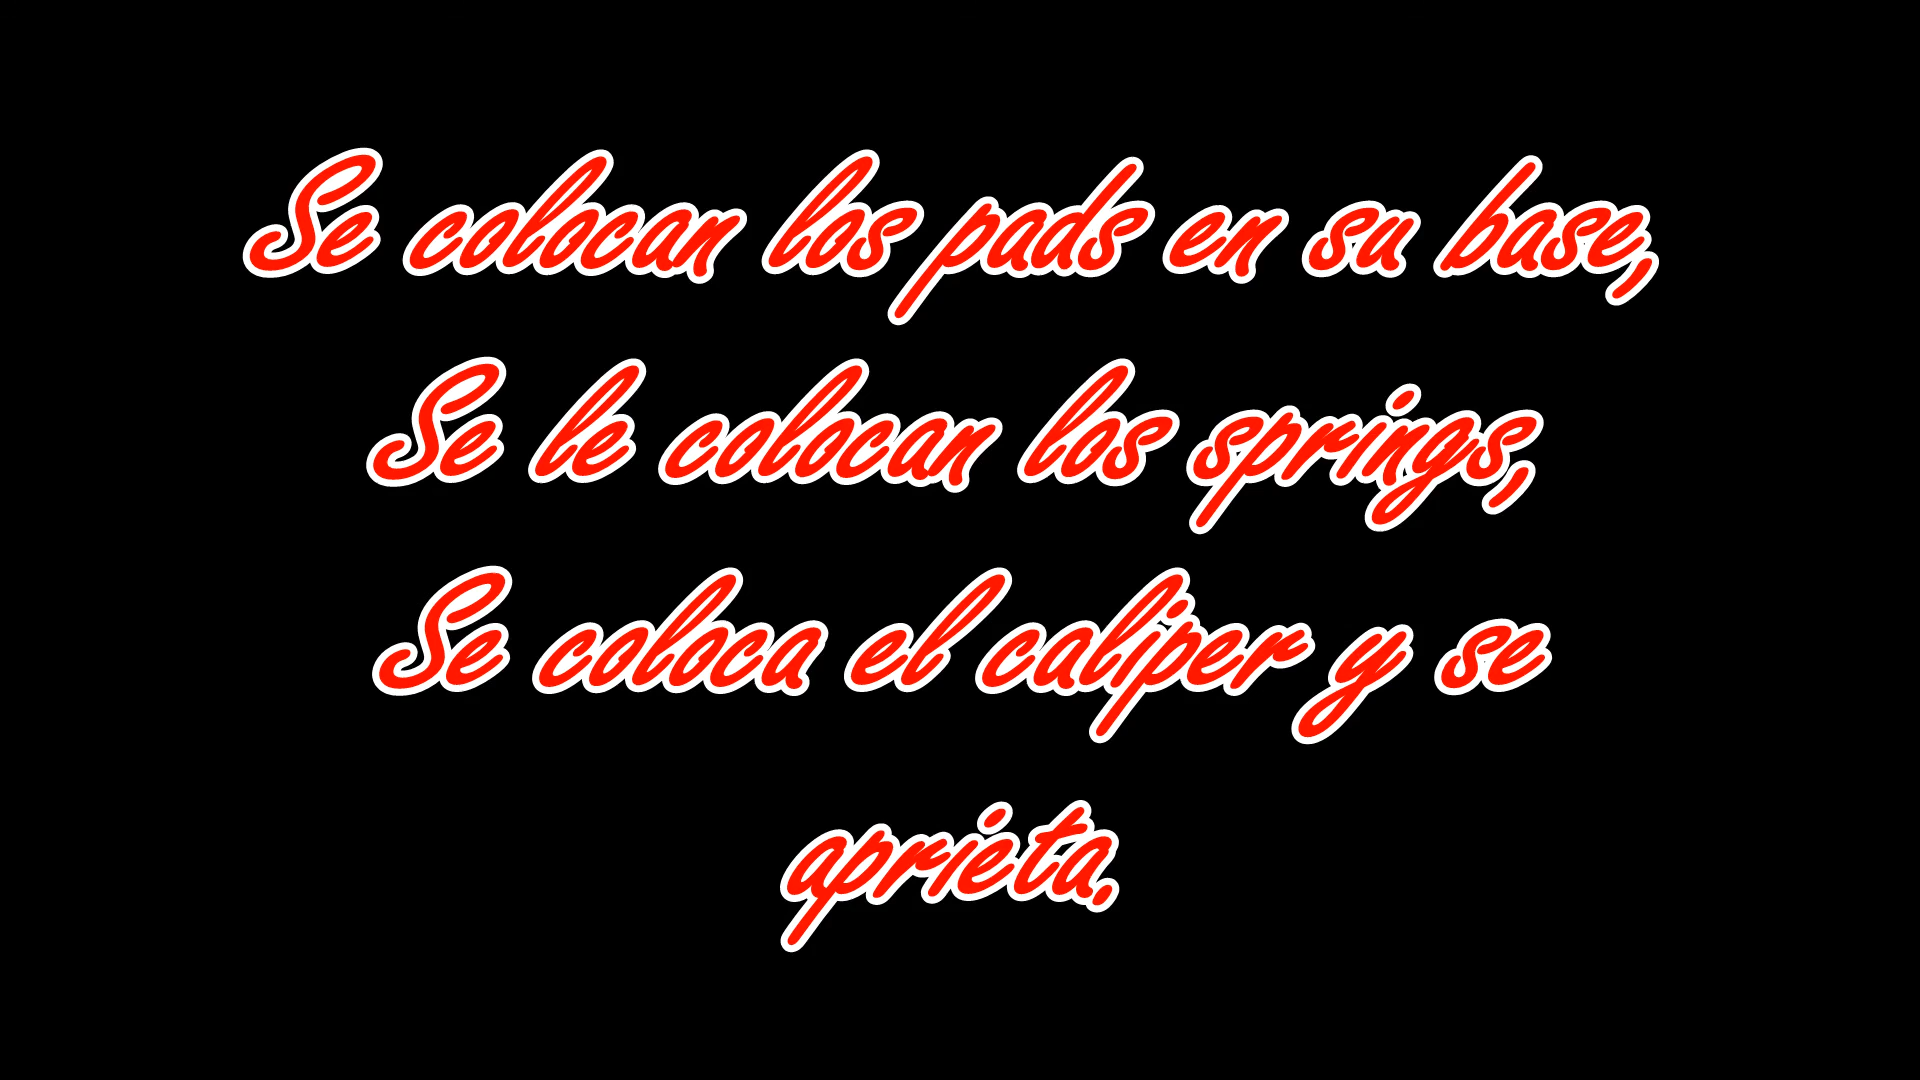 Se colocan los pads en su base,
Se le colocan los springs,
Se coloca el caliper y se
aprieta.